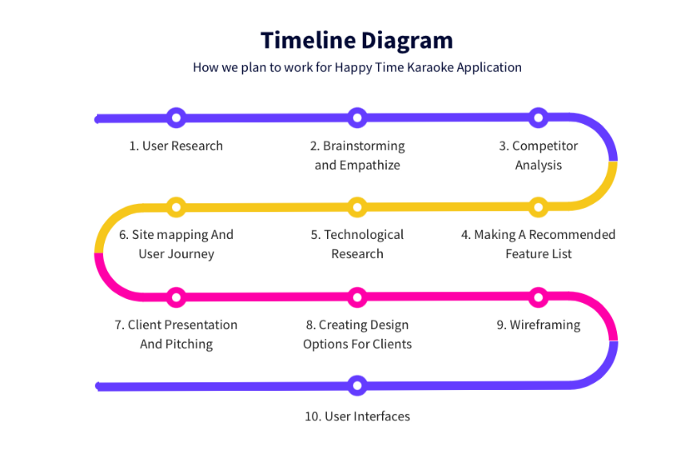 Timeline Diagram
How we plan to work for Happy Time Karaoke Application
1. User Research
2. Brainstorming
and Empathize
3. Competitor
Analysis
4. Making A Recommended
Feature List
5. Technological
Research
6. Site mapping And
User Journey
7. Client Presentation
And Pitching
8. Creating Design
Options For Clients
9. Wireframing
10. User Interfaces